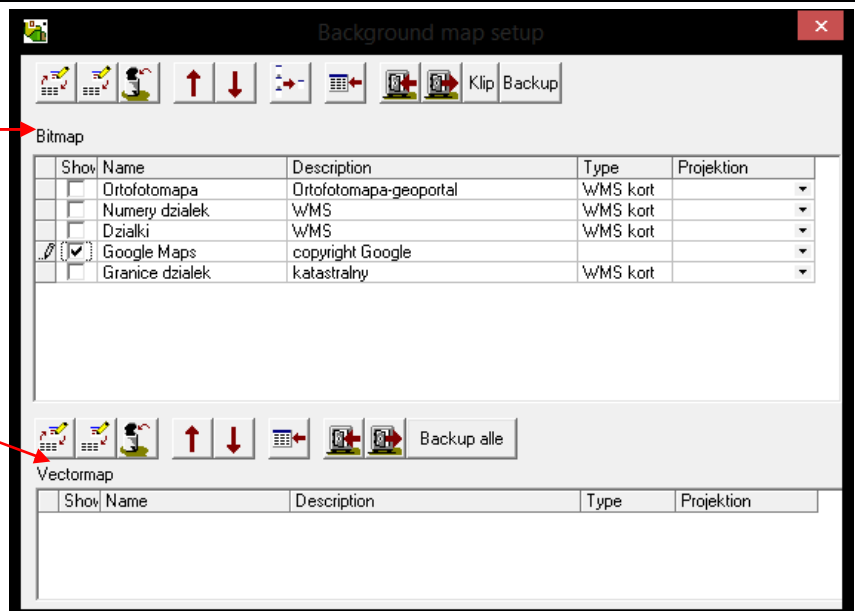 Background map setup
Klip Backup
Bitmap
Show Name Description Type Projektion
Ortofotomapa Ortofotomapa-geoportal WMS kort
Numery dzialek WMS WMS kort
Dzialki WMS WMS kort
Google Maps copyright Google
Granice dzialek katastralny WMS kort
Backup alle
Vectormap
Show Name Description Type Projektion